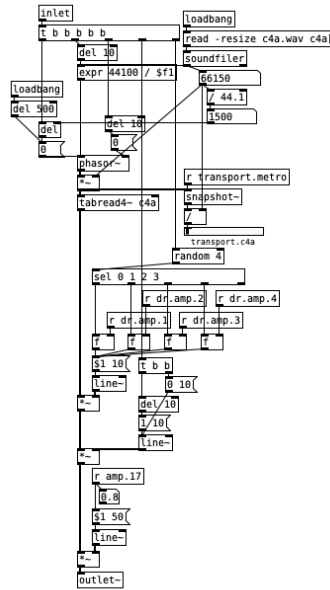 inlet
loadbang
t b b b b b
read -resize c4a.wav c4a
del 10
soundfiler
expr 44100 / $f1
66150
loadbang
/ 44.1
del 500
1500
del
del 10
0
0
phasor~
*~
r transport.metro
tabread4~ c4a
snapshot~
/
transport.c4a
random 4
sel 0 1 2 3
r dr.amp.2
r dr.amp.4
r dr.amp.1
r dr.amp.3
f
f
f
f
$1 10
t b b
line~
0 10
*~
del 10
1 10
line~
*~
r amp.17
0.8
$1 50
line~
*~
outlet~